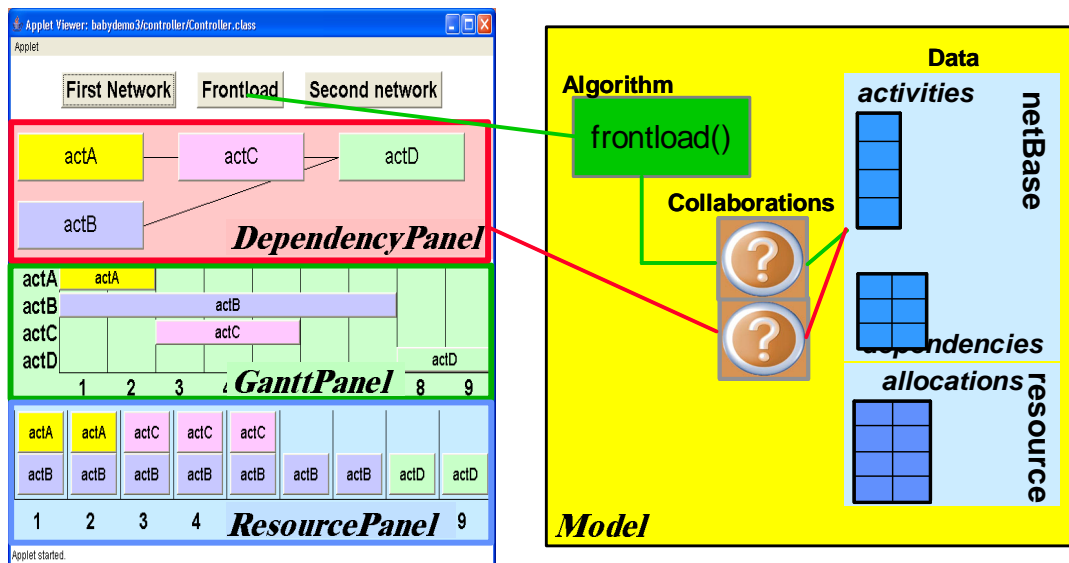 Applet Viewer: babydemo3/controller/Controller.class
Applet
First Network Frontload Second network
actA actC actD
actB
DependencyPanel
actA actA
actB actB
actC actC
actD actD
1 2 3 4 GanttPanel 8 9
actA actA actC actC actC
actB actB actB actB actB actB actB actD actD
1 2 3 4 ResourcePanel 9
Applet started.
Data
Algorithm
activities
netBase
frontload()
Collaborations
?
?
dependencies
allocations
resource
Model